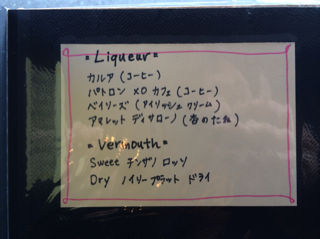 = Liqueur =
カルア (コーヒー)
パトロン XO カフェ (コーヒー)
ベイリーズ (アイリッシュ クリーム)
アマレット ディサローノ (杏のたね)
= Vermouth =
Sweet チンザノ ロッソ
Dry ノイリープラット ドライ